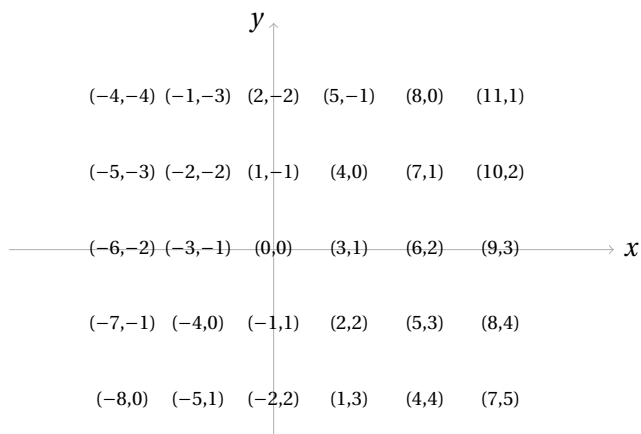 y
(−4,−4) (−1,−3) (2,−2) (5,−1) (8,0) (11,1)
(−5,−3) (−2,−2) (1,−1) (4,0) (7,1) (10,2)
(−6,−2) (−3,−1) (0,0) (3,1) (6,2) (9,3) x
(−7,−1) (−4,0) (−1,1) (2,2) (5,3) (8,4)
(−8,0) (−5,1) (−2,2) (1,3) (4,4) (7,5)